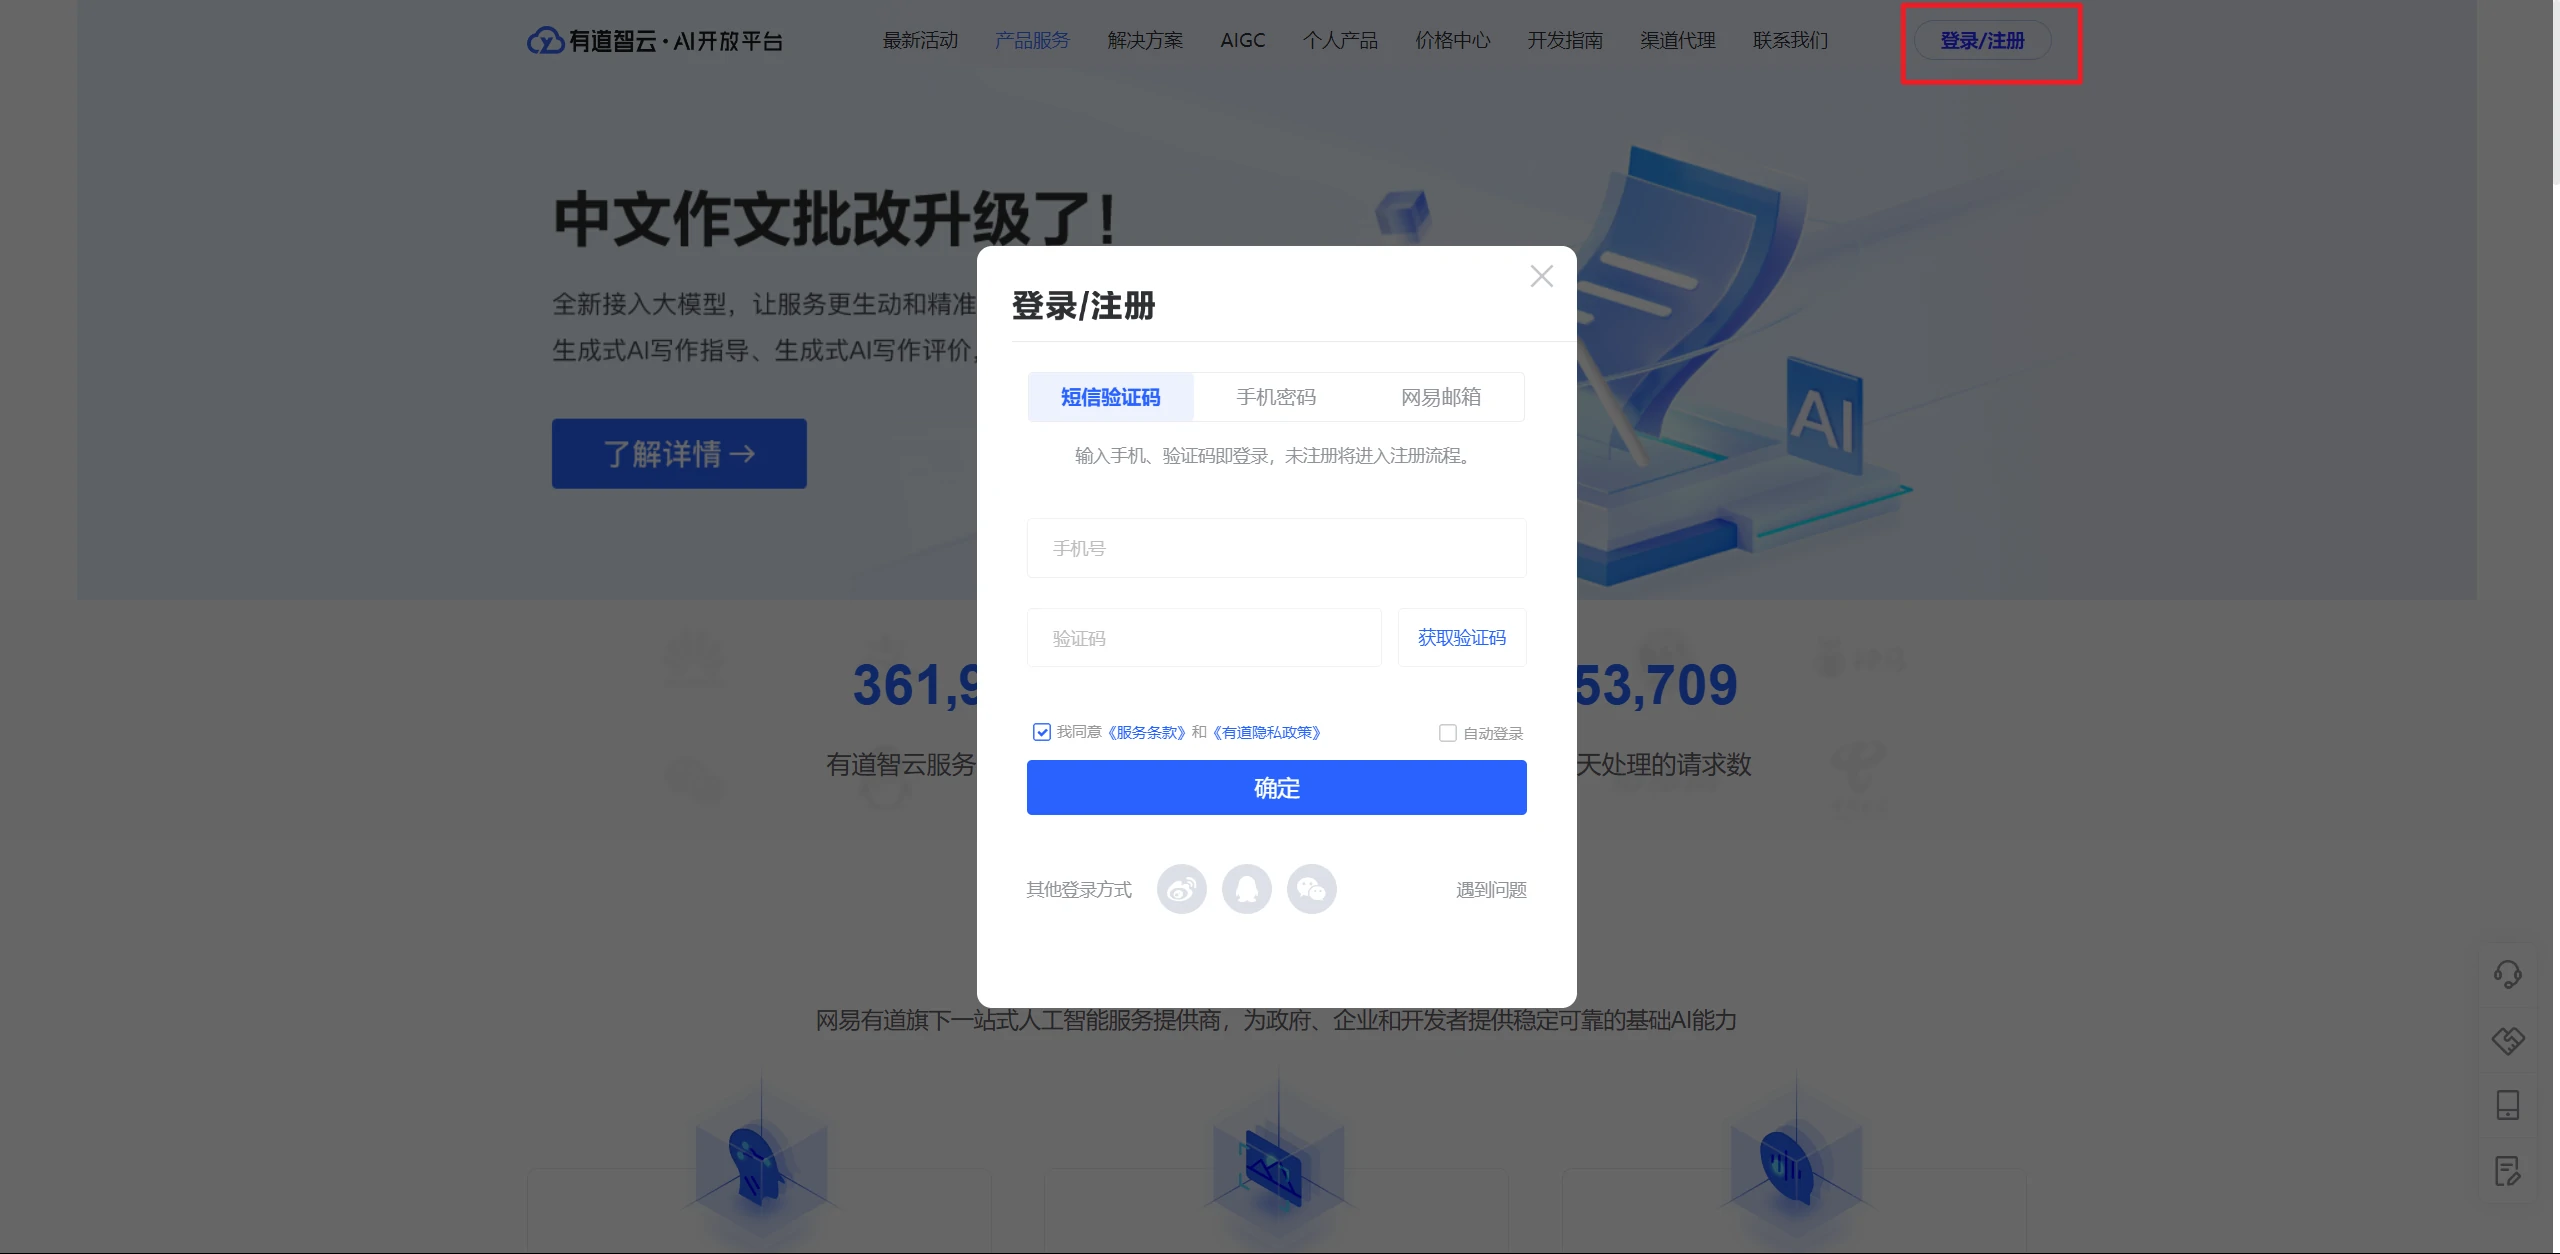 有道智云·AI开放平台
最新活动 产品服务 解决方案 AIGC 个人产品 价格中心 开发指南 渠道代理 联系我们 登录/注册
中文作文批改升级了！
全新接入大模型，让服务更生动和精准
生成式AI写作指导、生成式AI写作评价，
了解详情→
AI
登录/注册
短信验证码 手机密码 网易邮箱
输入手机、验证码即登录，未注册将进入注册流程。
手机号
验证码 获取验证码
我同意《服务条款》和《有道隐私政策》 自动登录
确定
其他登录方式 遇到问题
361,9
53,709
有道智云服务
天处理的请求数
网易有道旗下一站式人工智能服务提供商，为政府、企业和开发者提供稳定可靠的基础AI能力